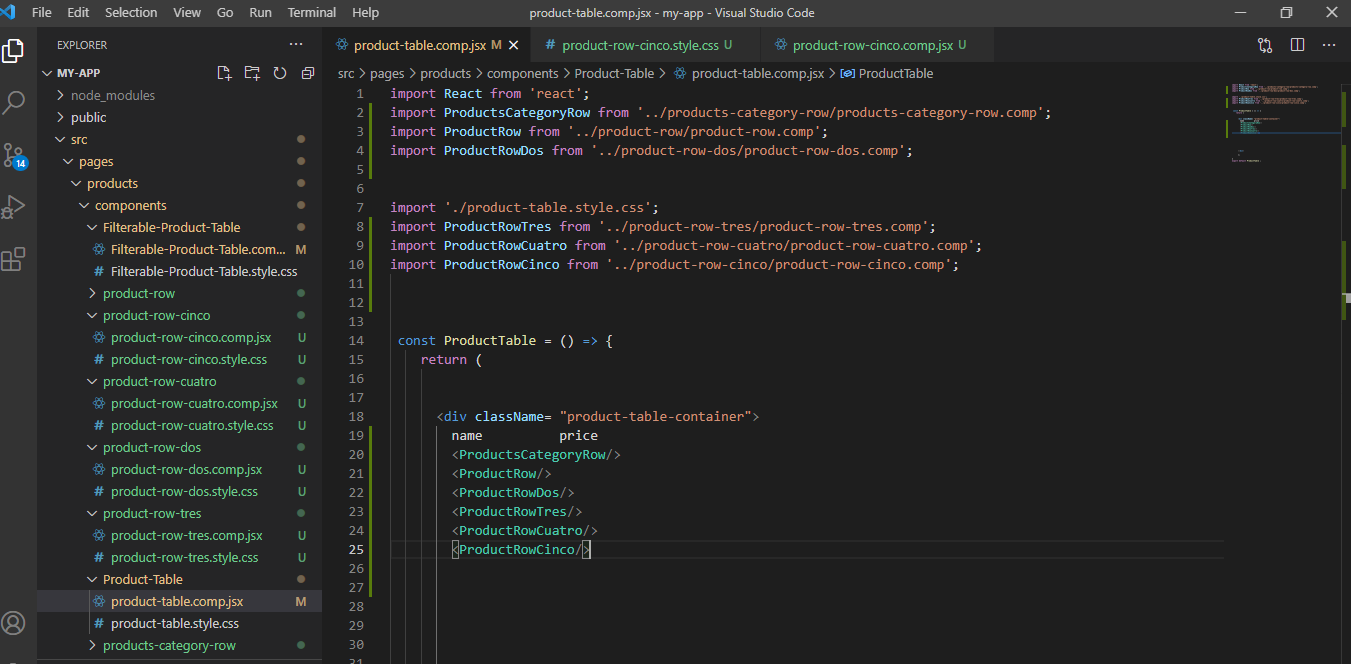 File Edit Selection View Go Run Terminal Help product-table.comp.jsx - my-app - Visual Studio Code
EXPLORER ···
MY-APP
node_modules
public
src
pages
products
components
Filterable-Product-Table
Filterable-Product-Table.com... M
Filterable-Product-Table.style.css
product-row
product-row-cinco
product-row-cinco.comp.jsx U
product-row-cinco.style.css U
product-row-cuatro
product-row-cuatro.comp.jsx U
product-row-cuatro.style.css U
product-row-dos
product-row-dos.comp.jsx U
product-row-dos.style.css U
product-row-tres
product-row-tres.comp.jsx U
product-row-tres.style.css U
Product-Table
product-table.comp.jsx M
product-table.style.css
products-category-row
14
product-table.comp.jsx M product-row-cinco.style.css U product-row-cinco.comp.jsx U
src > pages > products > components > Product-Table > product-table.comp.jsx > ProductTable
1 import React from 'react';
2 import ProductsCategoryRow from '../products-category-row/products-category-row.comp';
3 import ProductRow from '../product-row/product-row.comp';
4 import ProductRowDos from '../product-row-dos/product-row-dos.comp';
5
6
7 import './product-table.style.css';
8 import ProductRowTres from '../product-row-tres/product-row-tres.comp';
9 import ProductRowCuatro from '../product-row-cuatro/product-row-cuatro.comp';
10 import ProductRowCinco from '../product-row-cinco/product-row-cinco.comp';
11
12
13
14 const ProductTable = () => {
15 return (
16
17
18 <div className= "product-table-container">
19 name price
20 <ProductsCategoryRow/>
21 <ProductRow/>
22 <ProductRowDos/>
23 <ProductRowTres/>
24 <ProductRowCuatro/>
25 <ProductRowCinco/>
26
27
28
29
30
31